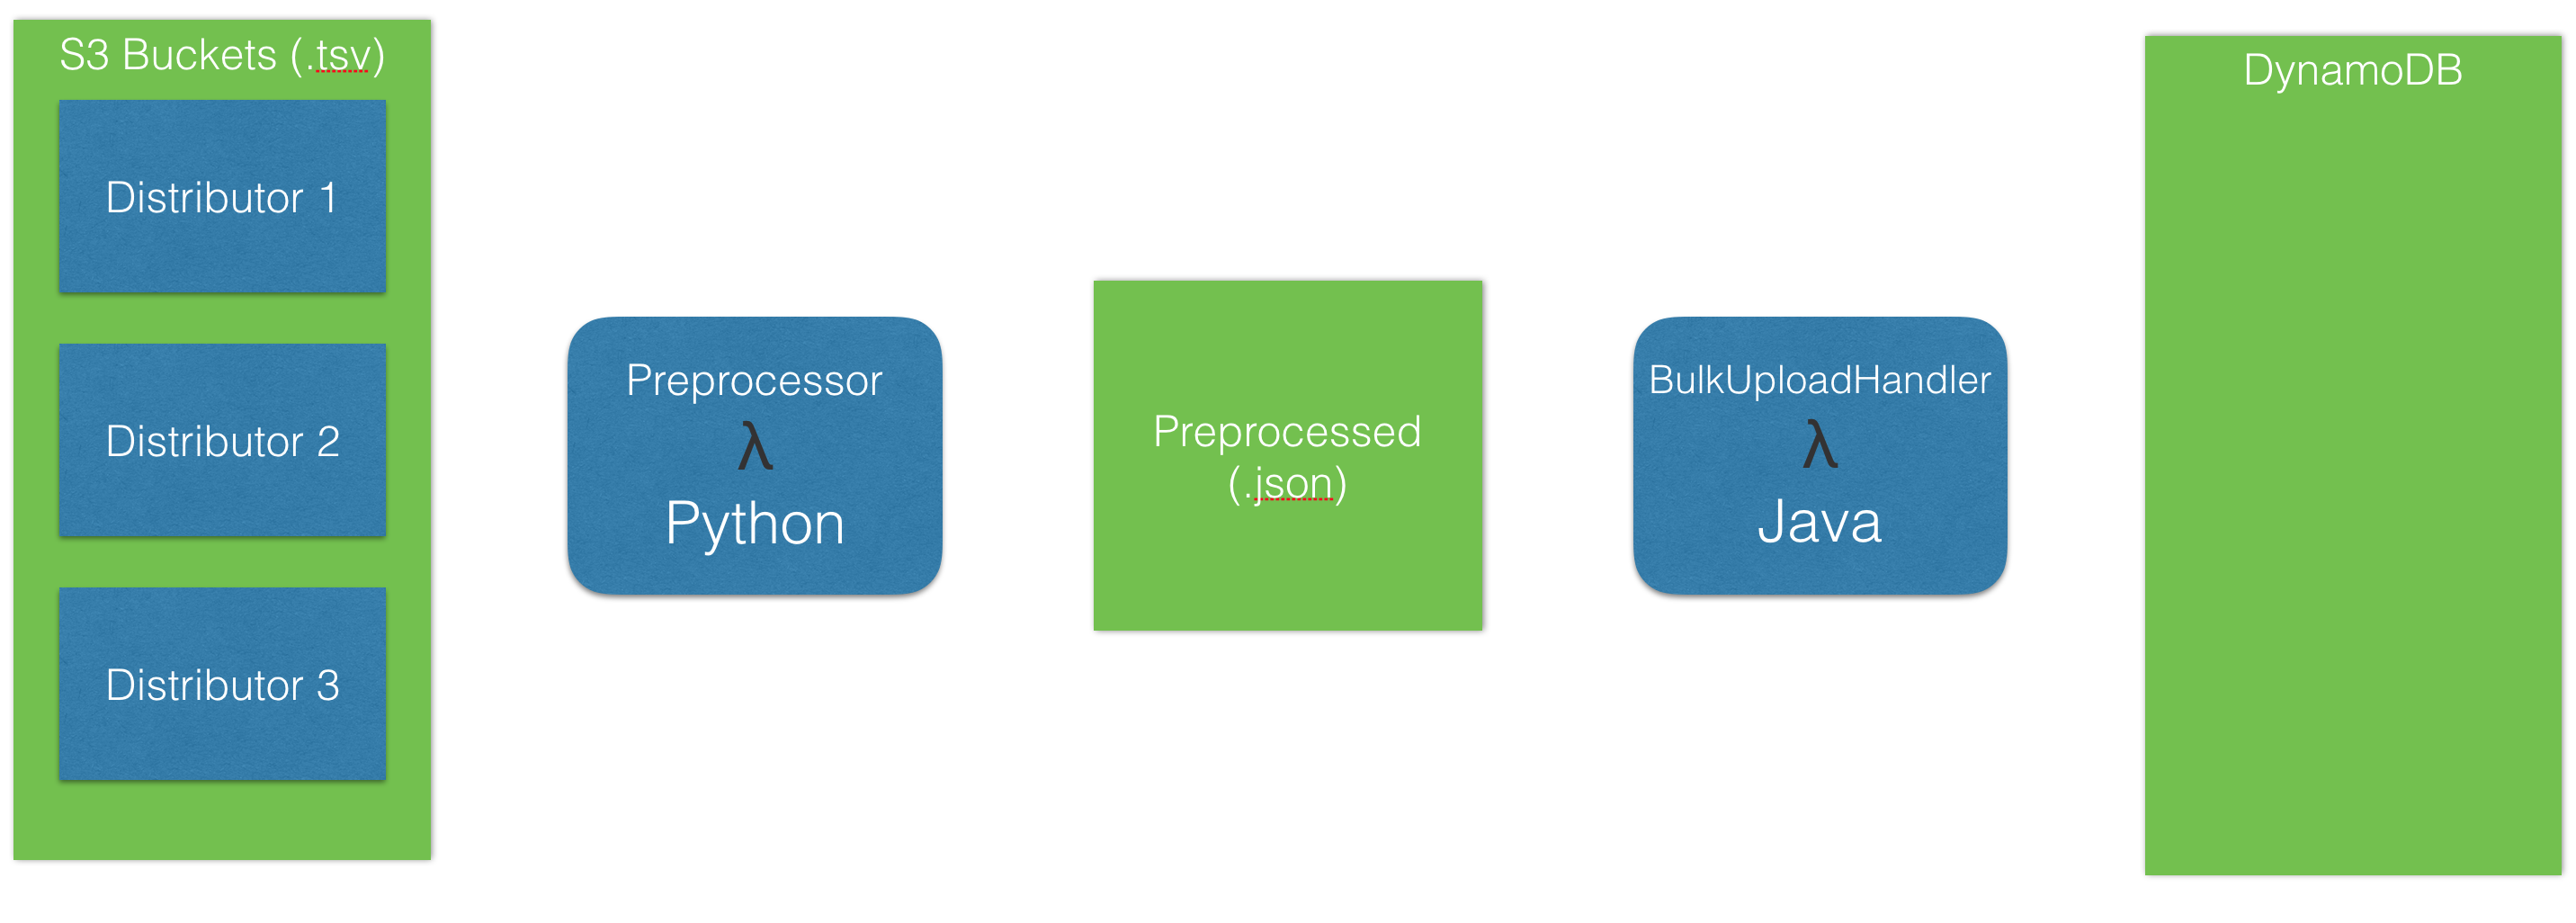 S3 Buckets (.tsv)
Distributor 1
Distributor 2
Distributor 3
Preprocessor
λ
Python
Preprocessed
(.json)
BulkUploadHandler
λ
Java
DynamoDB